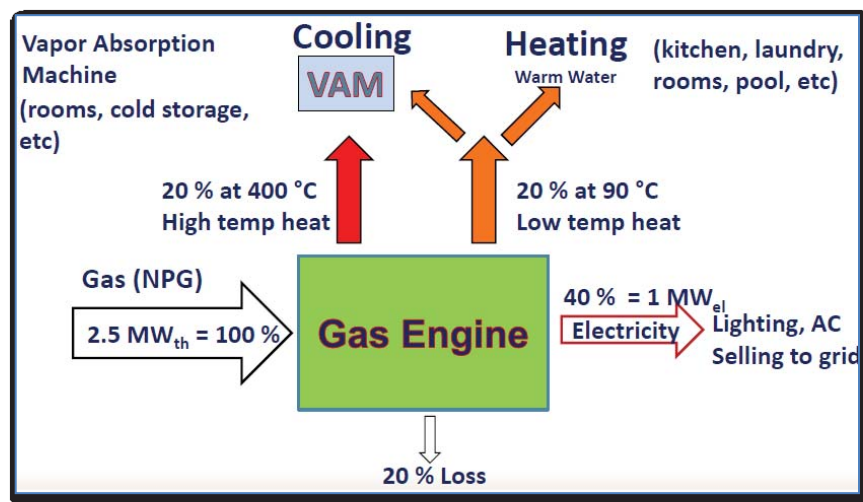 Vapor Absorption
Machine
(rooms, cold storage,
etc)
Cooling
VAM
Heating
Warm Water
(kitchen, laundry,
rooms, pool, etc)
20 % at 400 °C
High temp heat
20 % at 90 °C
Low temp heat
Gas (NPG)
2.5 MWth = 100 %
Gas Engine
40 % = 1 MWel
Electricity
Lighting, AC
Selling to grid
20 % Loss